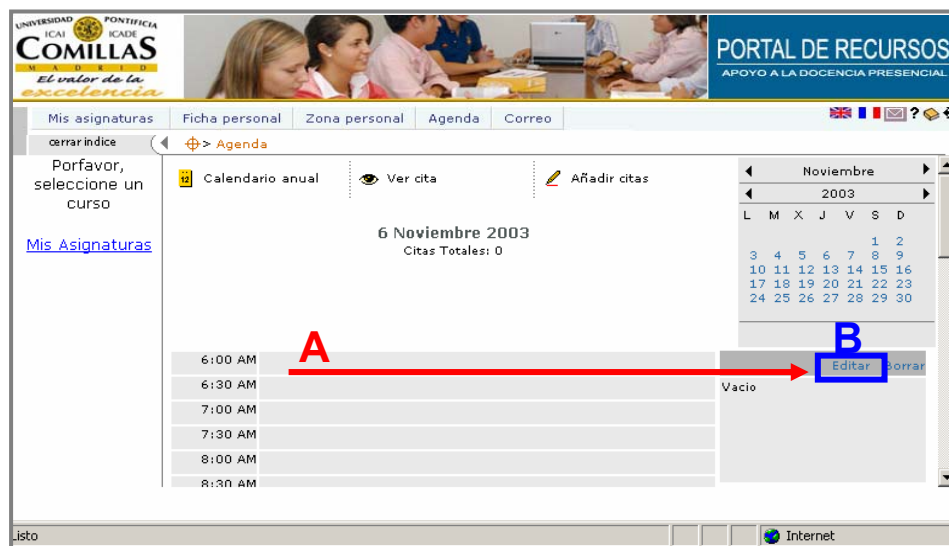 UNIVERSIDAD PONTIFICIA
ICAI ICADE
COMILLAS
MADRID
El valor de la
excelencia
PORTAL DE RECURSOS
APOYO A LA DOCENCIA PRESENCIAL
Mis asignaturas Ficha personal Zona personal Agenda Correo ?
cerrar indice > Agenda
Porfavor,
seleccione un
curso
Mis Asignaturas
12 Calendario anual Ver cita Añadir citas
6 Noviembre 2003
Citas Totales: 0
Noviembre
2003
L M X J V S D
1 2
3 4 5 6 7 8 9
10 11 12 13 14 15 16
17 18 19 20 21 22 23
24 25 26 27 28 29 30
A B
6:00 AM
Editar Borrar
6:30 AM
Vacio
7:00 AM
7:30 AM
8:00 AM
8:30 AM
Listo Internet